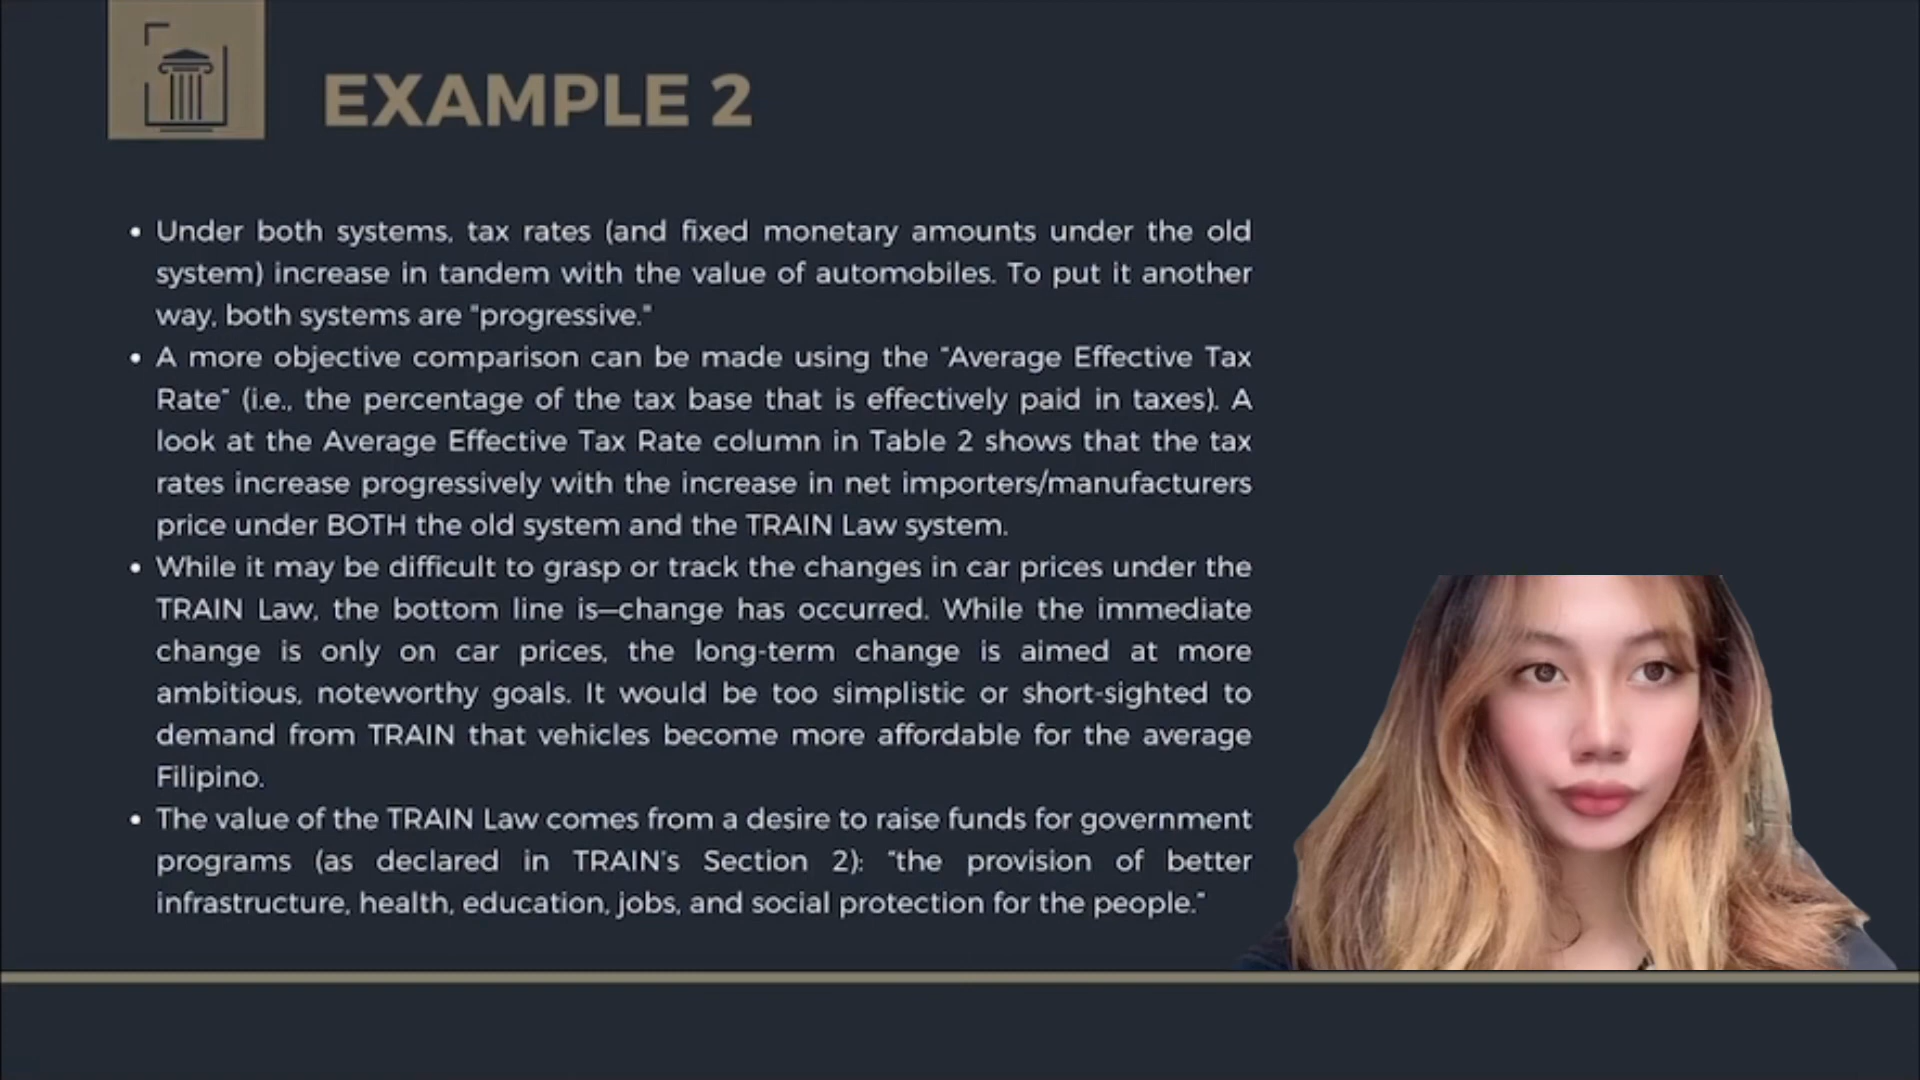 EXAMPLE 2
• Under both systems, tax rates (and fixed monetary amounts under the old
system) increase in tandem with the value of automobiles. To put it another
way, both systems are "progressive."
• A more objective comparison can be made using the “Average Effective Tax
Rate” (i.e., the percentage of the tax base that is effectively paid in taxes). A
look at the Average Effective Tax Rate column in Table 2 shows that the tax
rates increase progressively with the increase in net importers/manufacturers
price under BOTH the old system and the TRAIN Law system.
• While it may be difficult to grasp or track the changes in car prices under the
TRAIN Law, the bottom line is—change has occurred. While the immediate
change is only on car prices, the long-term change is aimed at more
ambitious, noteworthy goals. It would be too simplistic or short-sighted to
demand from TRAIN that vehicles become more affordable for the average
Filipino.
• The value of the TRAIN Law comes from a desire to raise funds for government
programs (as declared in TRAIN’s Section 2): “the provision of better
infrastructure, health, education, jobs, and social protection for the people.”